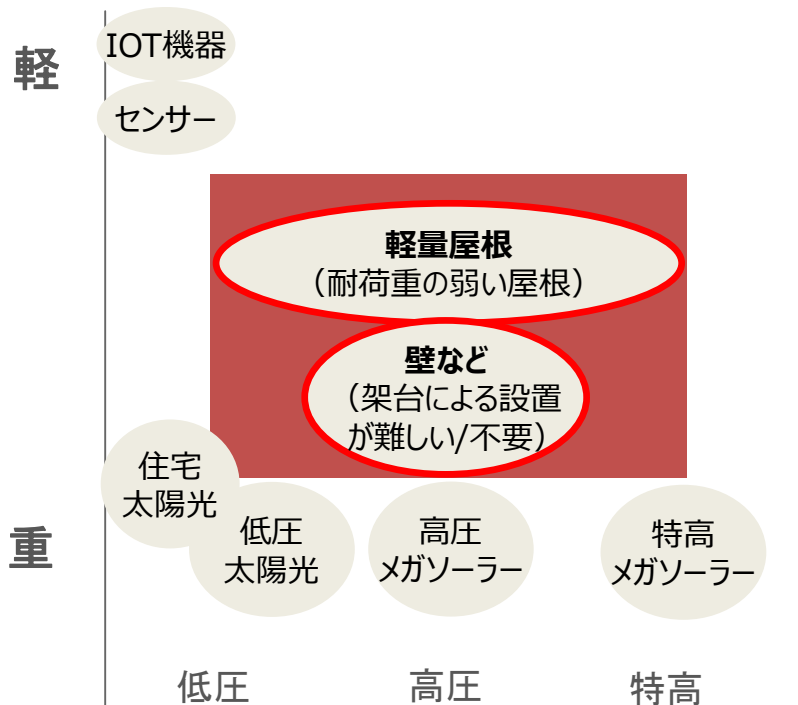 軽
IOT機器
センサー
軽量屋根
（耐荷重の弱い屋根）
壁など
（架台による設置
が難しい/不要）
住宅
太陽光
重
低圧
太陽光
高圧
メガソーラー
特高
メガソーラー
低圧
高圧
特高